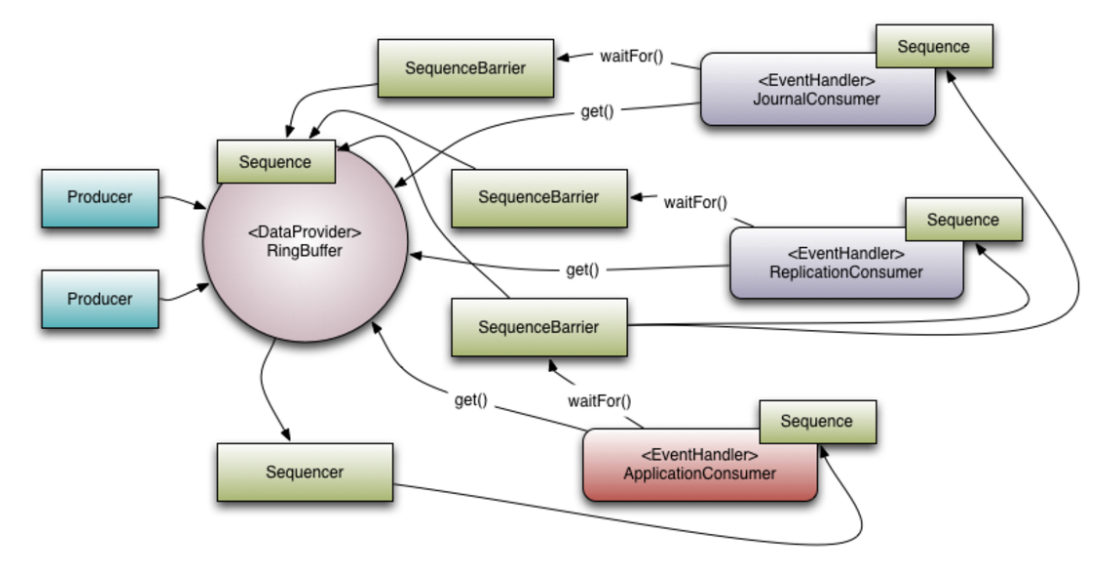 Sequence
SequenceBarrier
waitFor()
<EventHandler>
JournalConsumer
get()
Sequence
Producer
SequenceBarrier
waitFor()
Sequence
<DataProvider>
RingBuffer
<EventHandler>
ReplicationConsumer
get()
Producer
SequenceBarrier
get()
waitFor()
Sequence
<EventHandler>
ApplicationConsumer
Sequencer